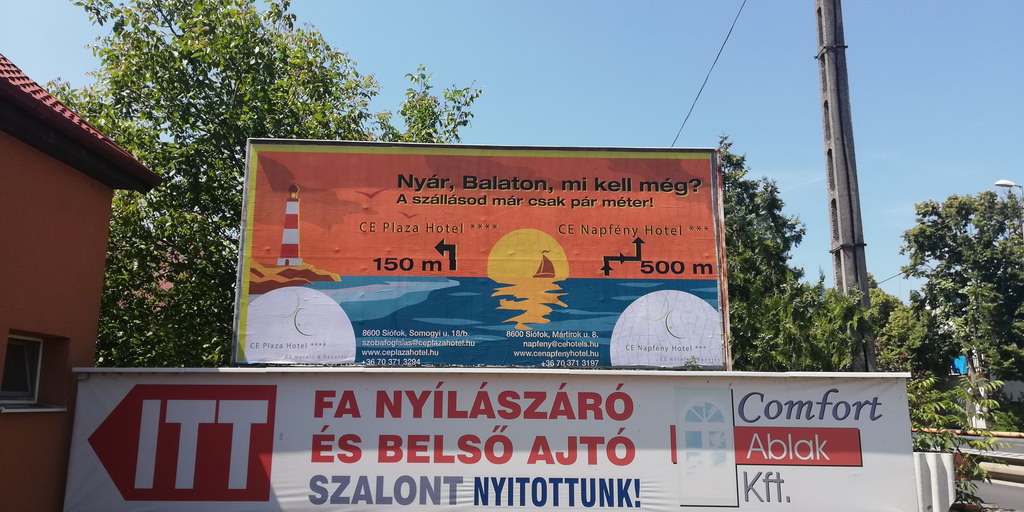 Nyár, Balaton, mi kell még?
A szállásod már csak pár méter!
CE Plaza Hotel ****
CE Napfény Hotel ***
150 m
500 m
CE Plaza Hotel ****
CE Hotels & Resorts
8600 Siófok, Somogyi u. 18/b.
szobafoglalas@ceplazahotel.hu
www.ceplazahotel.hu
+36 70 371 3294
8600 Siófok, Mártírok u. 8.
napfeny@cehotels.hu
www.cenapfenyhotel.hu
+36 70 371 3197
CE Napfény Hotel ***
ITT
FA NYÍLÁSZÁRÓ
ÉS BELSŐ AJTÓ
SZALONT NYITOTTUNK!
Comfort
Ablak
Kft.